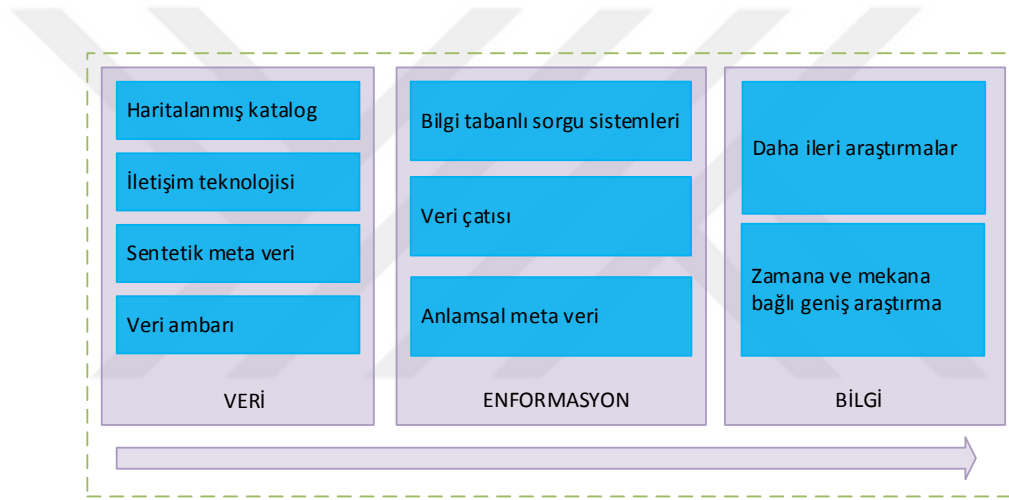 Haritalanmış katalog
İletişim teknolojisi
Sentetik meta veri
Veri ambarı
VERİ
Bilgi tabanlı sorgu sistemleri
Veri çatısı
Anlamsal meta veri
ENFORMASYON
Daha ileri araştırmalar
Zamana ve mekana
bağlı geniş araştırma
BİLGİ